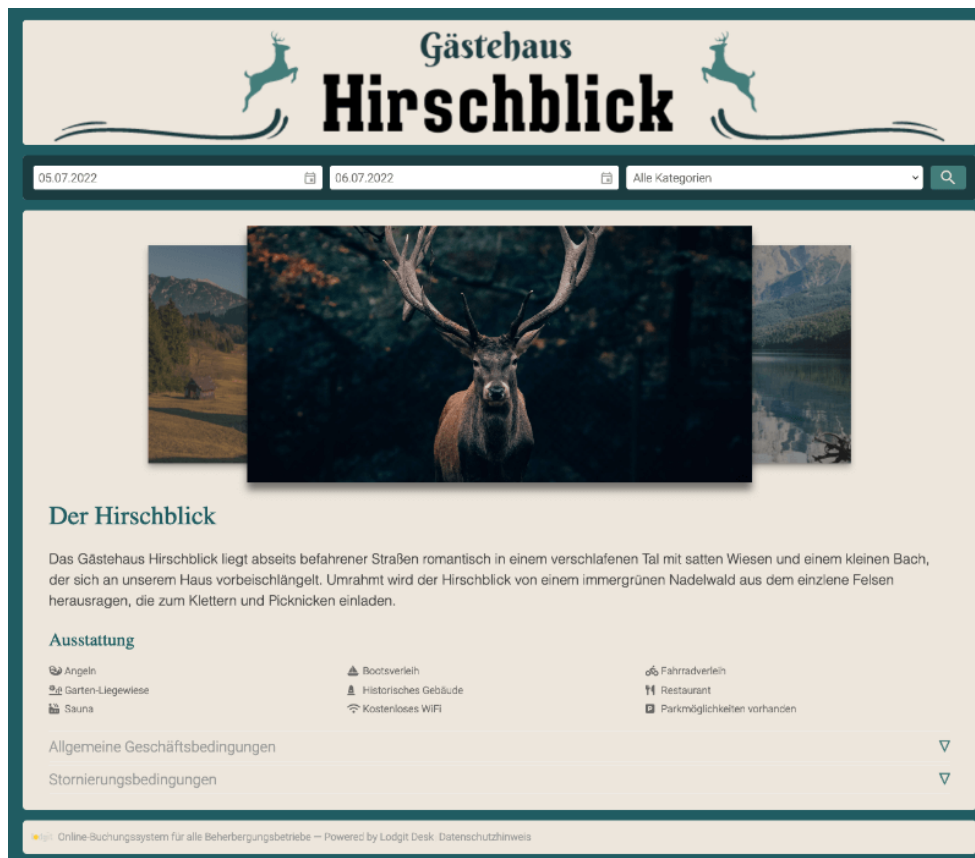 Gästehaus
Hirschblick
05.07.2022 06.07.2022 Alle Kategorien
Der Hirschblick
Das Gästehaus Hirschblick liegt abseits befahrener Straßen romantisch in einem verschlafenen Tal mit satten Wiesen und einem kleinen Bach,
der sich an unserem Haus vorbeischlängelt. Umrahmt wird der Hirschblick von einem immergrünen Nadelwald aus dem einzlene Felsen
herausragen, die zum Klettern und Picknicken einladen.
Ausstattung
Angeln Bootsverleih Fahrradverleih
Garten-Liegewiese Historisches Gebäude Restaurant
Sauna Kostenloses WiFi Parkmöglichkeiten vorhanden
Allgemeine Geschäftsbedingungen
Stornierungsbedingungen
Online-Buchungssystem für alle Beherbergungsbetriebe — Powered by Lodgit Desk Datenschutzhinweis